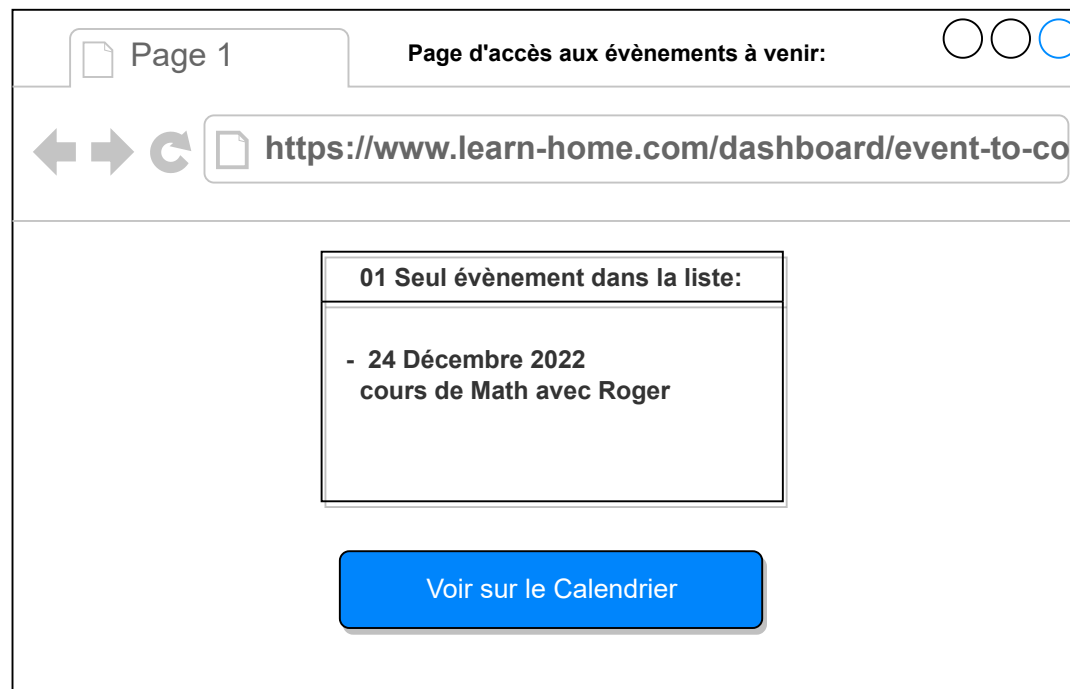 Page 1
Page d'accès aux évènements à venir:
https://www.learn-home.com/dashboard/event-to-co
01 Seul évènement dans la liste:
- 24 Décembre 2022
cours de Math avec Roger
Voir sur le Calendrier